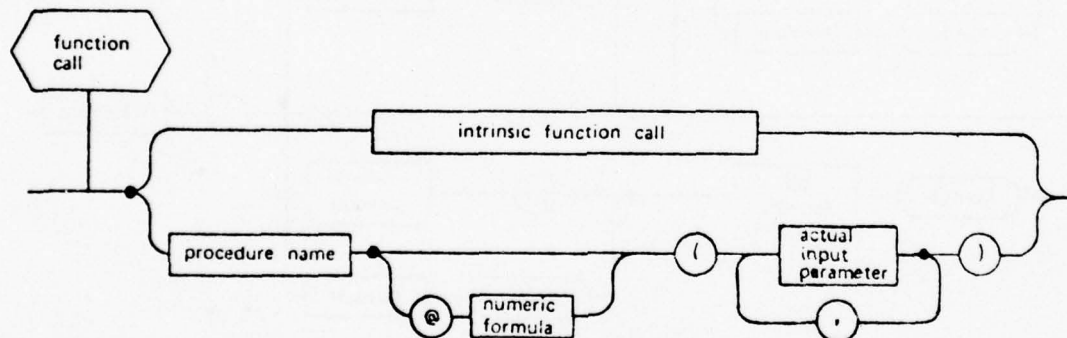 function
call
intrinsic function call
procedure name
(
actual
input
parameter
)
@
numeric
formula
,